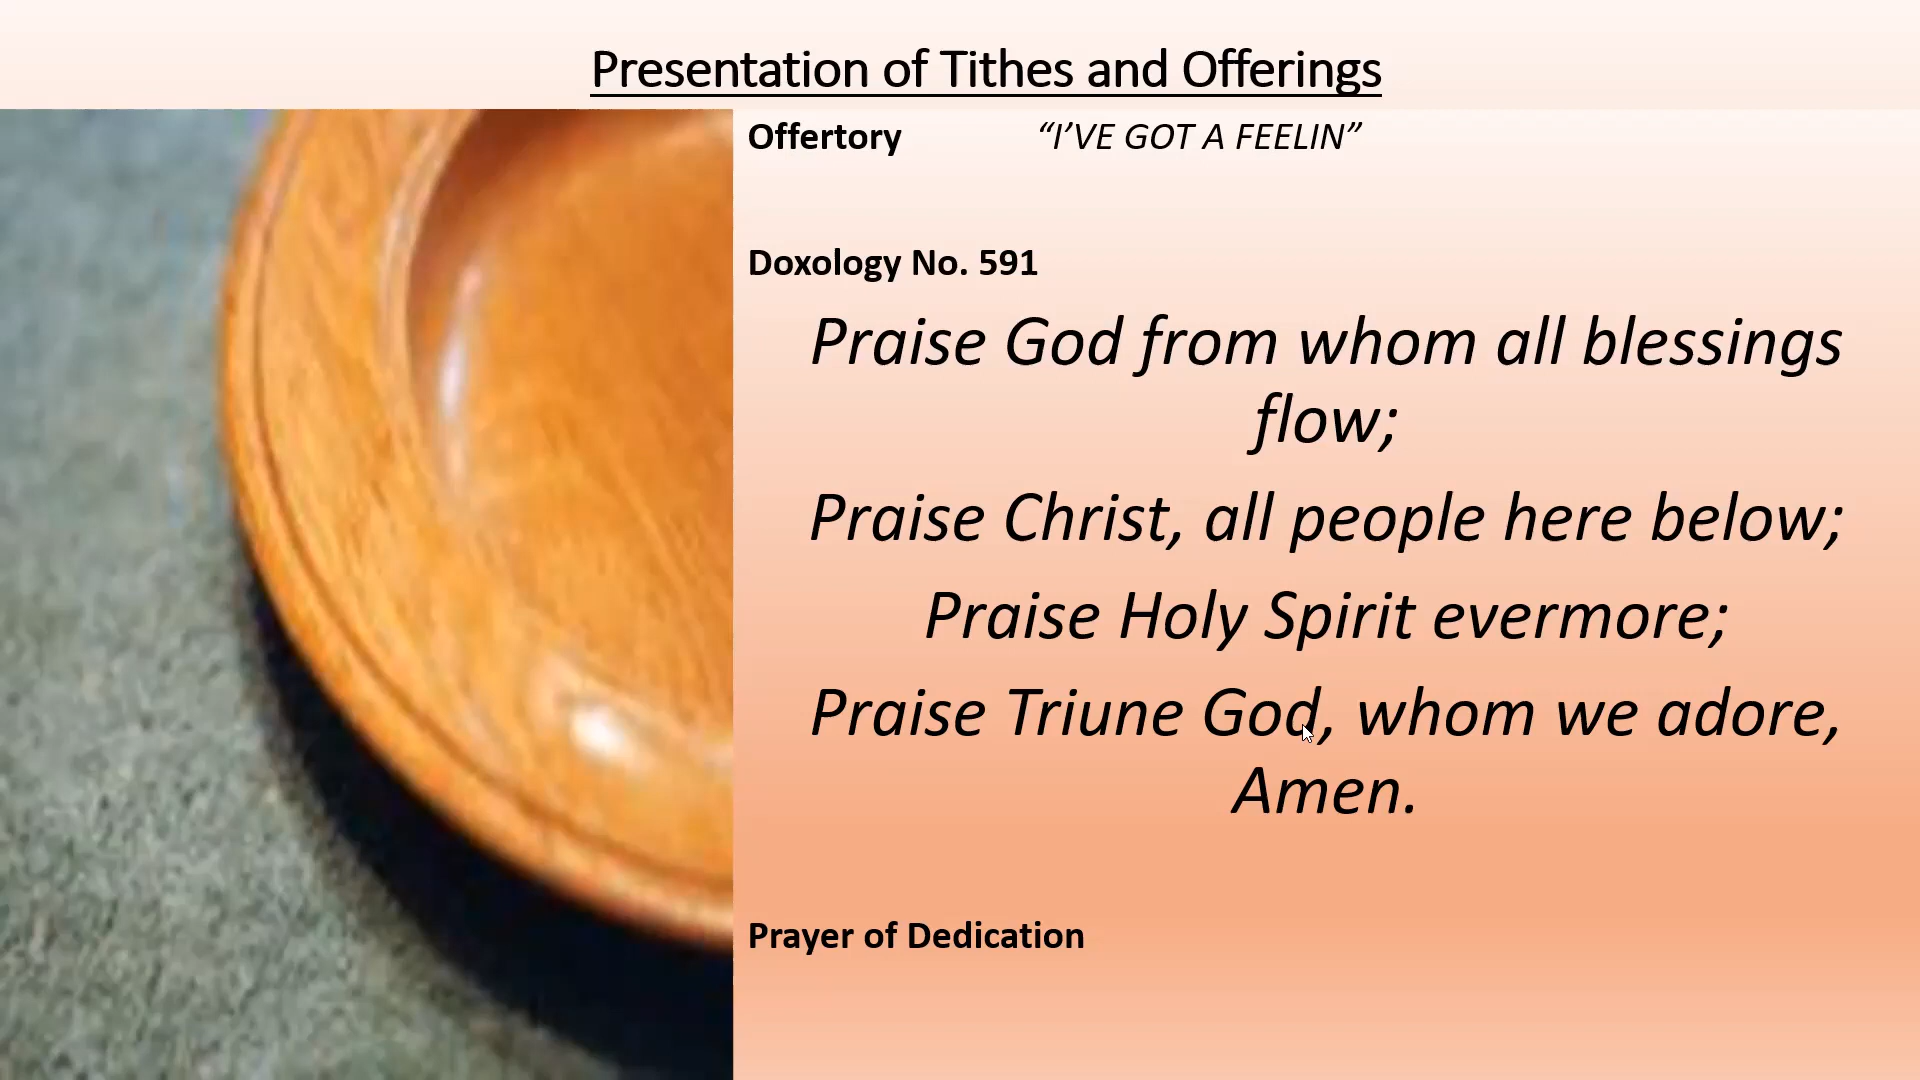 Presentation of Tithes and Offerings
Offertory “I’VE GOT A FEELIN”
Doxology No. 591
Praise God from whom all blessings
flow;
Praise Christ, all people here below;
Praise Holy Spirit evermore;
Praise Triune God, whom we adore,
Amen.
Prayer of Dedication